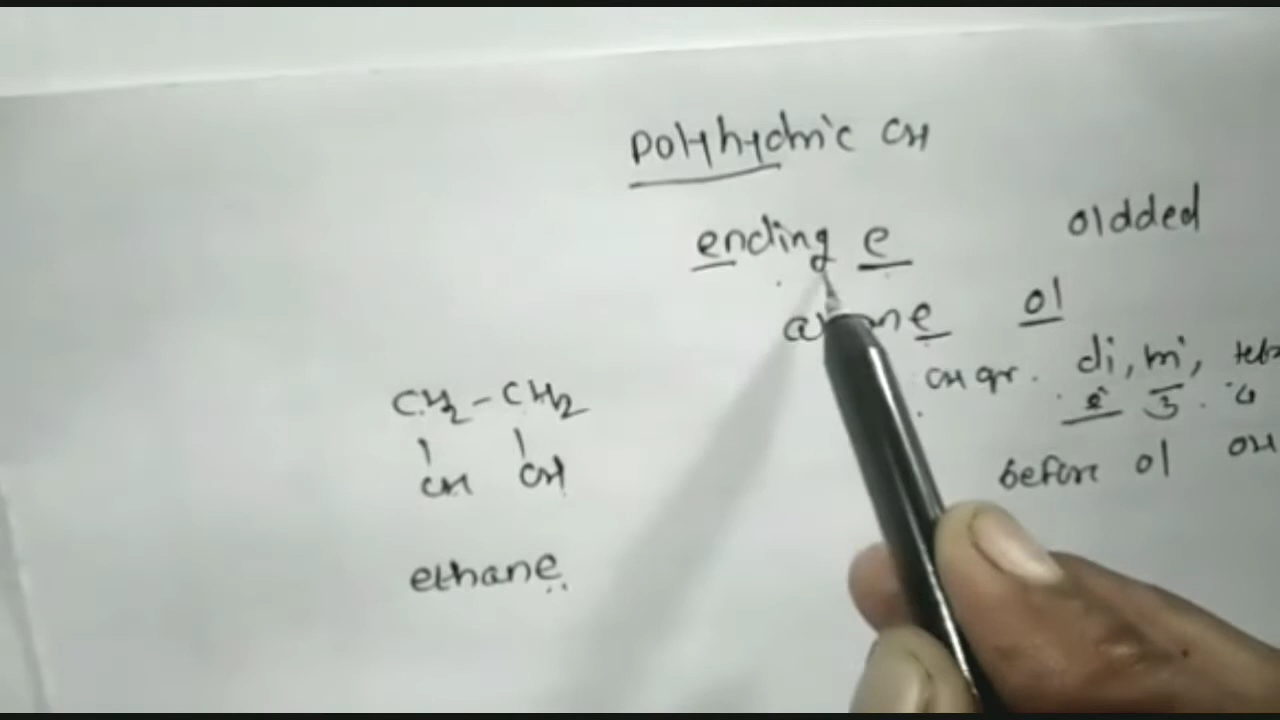 polyhydric OH
ending e oldded
e ol
OH gr. di, tri, tetra
2 3 4
before ol OH
CH2 - CH2
OH OH
ethane